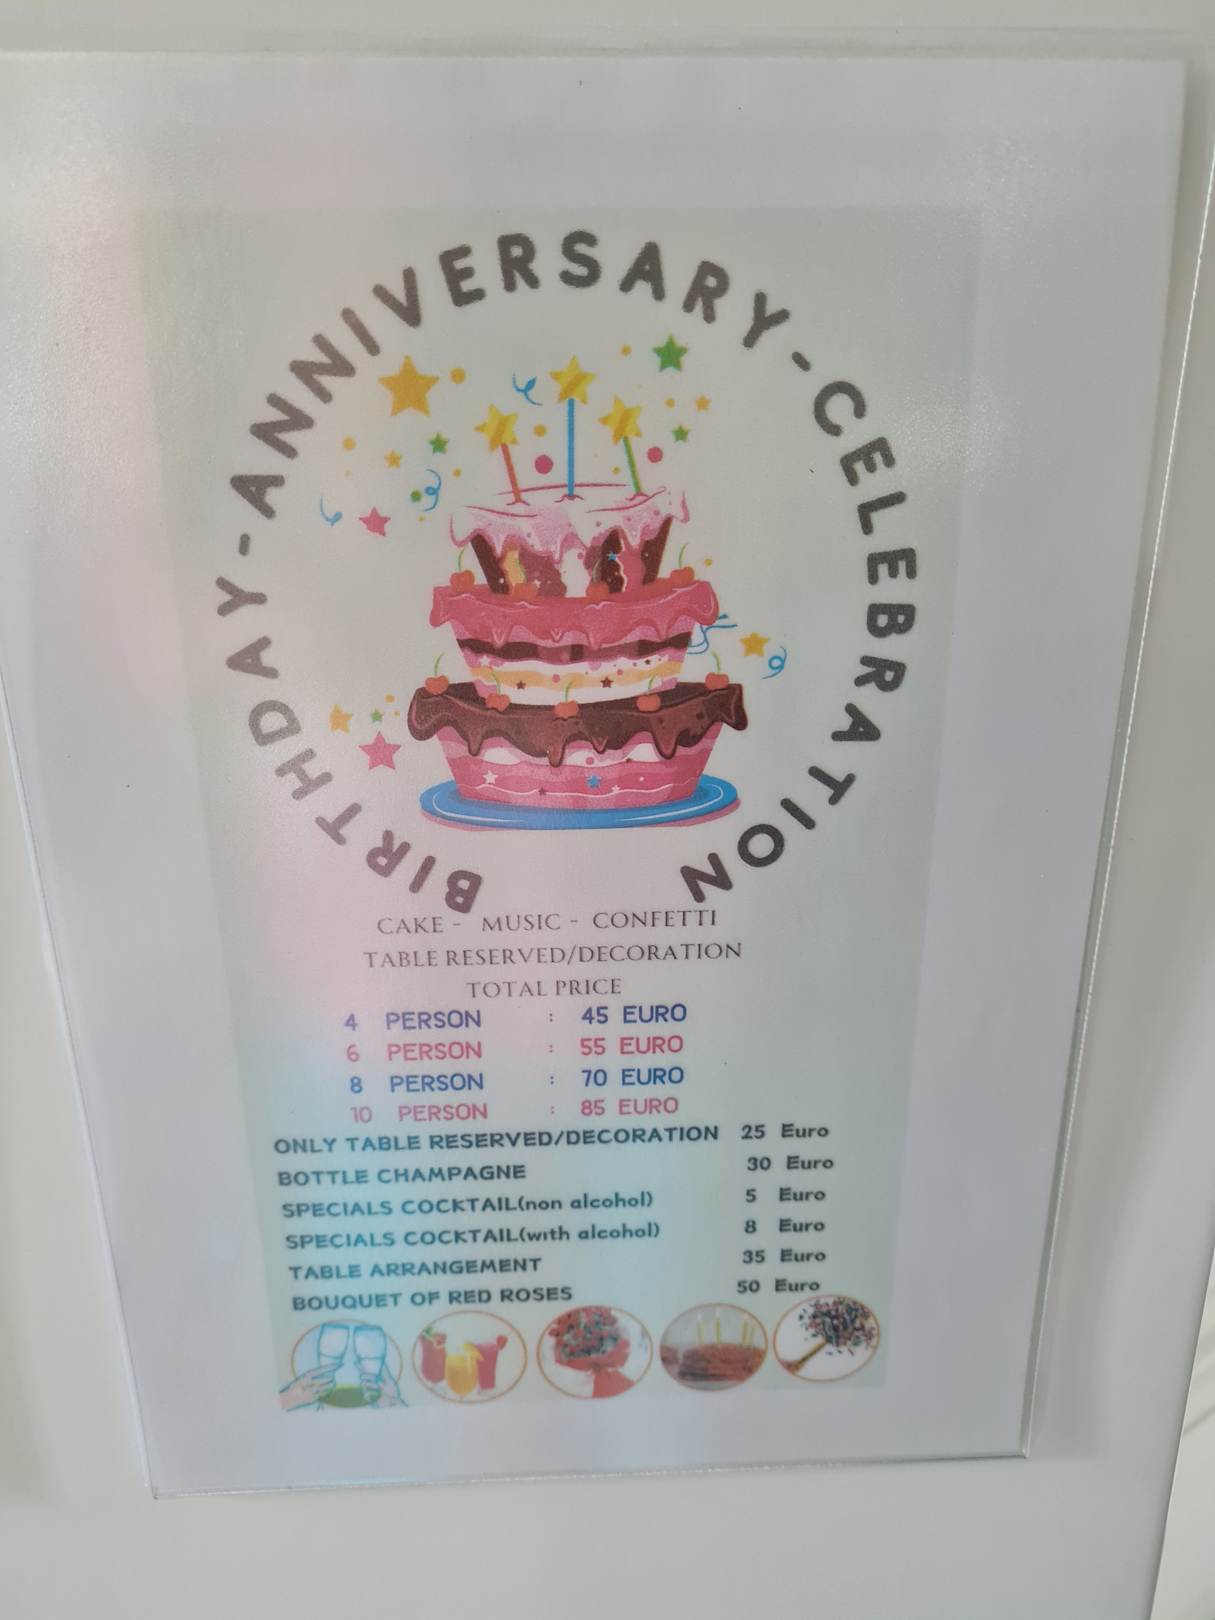 BIRTHDAY-ANNIVERSARY-CELEBRATION
CAKE - MUSIC - CONFETTI
TABLE RESERVED/DECORATION
TOTAL PRICE
4 PERSON : 45 EURO
6 PERSON : 55 EURO
8 PERSON : 70 EURO
10 PERSON : 85 EURO
ONLY TABLE RESERVED/DECORATION 25 Euro
BOTTLE CHAMPAGNE 30 Euro
SPECIALS COCKTAIL(non alcohol) 5 Euro
SPECIALS COCKTAIL(with alcohol) 8 Euro
TABLE ARRANGEMENT 35 Euro
BOUQUET OF RED ROSES 50 Euro